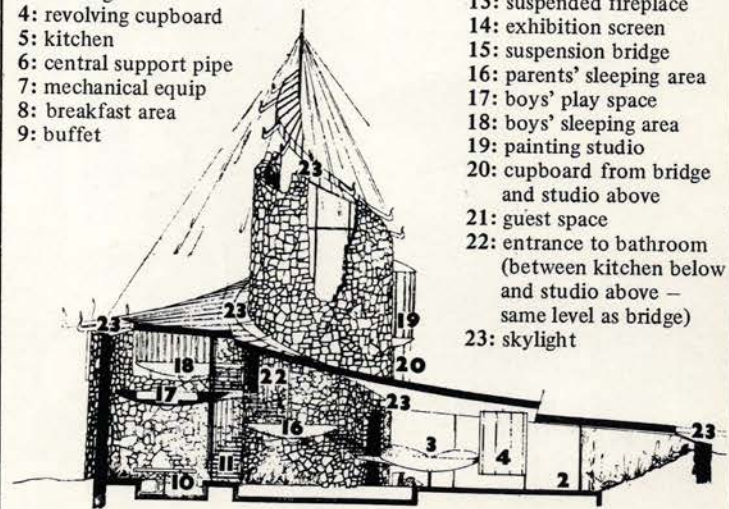 4: revolving cupboard
5: kitchen
6: central support pipe
7: mechanical equip
8: breakfast area
9: buffet
13: suspended fireplace
14: exhibition screen
15: suspension bridge
16: parents' sleeping area
17: boys' play space
18: boys' sleeping area
19: painting studio
20: cupboard from bridge
and studio above
21: guest space
22: entrance to bathroom
(between kitchen below
and studio above –
same level as bridge)
23: skylight
23
23
23
19
18
20
22
17
23
16
3
4
23
11
10
2